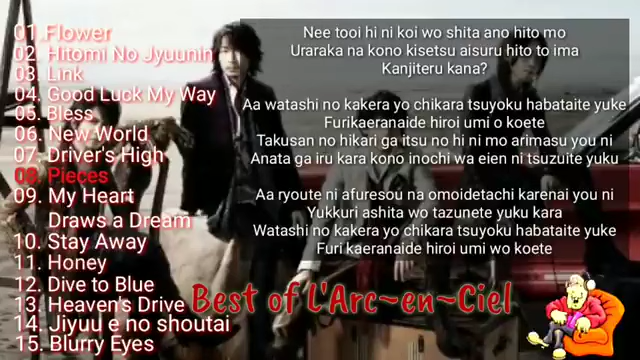 01.Flower
02. Hitomi No Jyuunin
03. Link
04. Good Luck My Way
05. Bless
06. New World
07. Driver's High
08. Pieces
09. My Heart
Draws a Dream
10. Stay Away
11. Honey
12. Dive to Blue
13. Heaven's Drive
14. Jiyuu e no shoutai
15. Blurry Eyes
Nee tooi hi ni koi wo shita ano hito mo
Uraraka na kono kisetsu aisuru hito to ima
Kanjiteru kana?
Aa watashi no kakera yo chikara tsuyoku habataite yuke
Furikaeranaide hiroi umi o koete
Takusan no hikari ga itsu no hi ni mo arimasu you ni
Anata ga iru kara kono inochi wa eien ni tsuzuite yuku
Aa ryoute ni afuresou na omoidetachi karenai you ni
Yukkuri ashita wo tazunete yuku kara
Watashi no kakera yo chikara tsuyoku habataite yuke
Furi kaeranaide hiroi umi wo koete
Best of L'Arc~en~Ciel